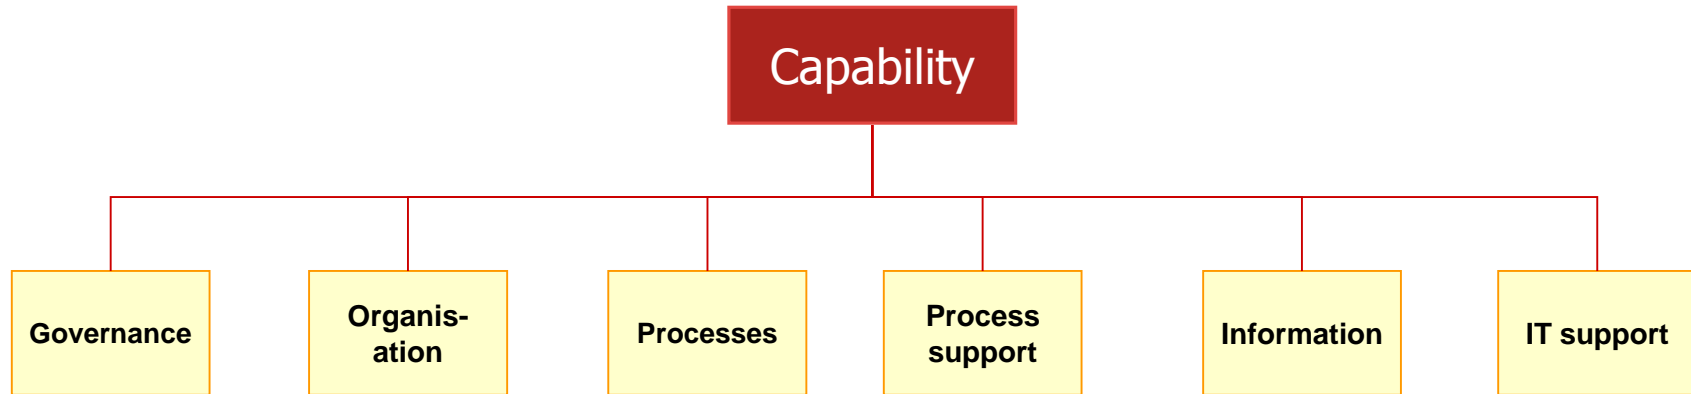 Capability
Governance
Organis-
ation
Processes
Process
support
Information
IT support